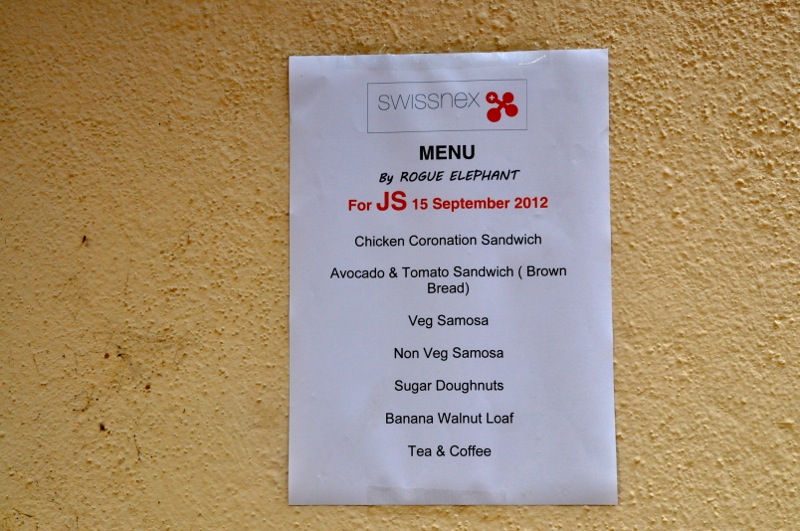 swissnex
MENU
By ROGUE ELEPHANT
For JS 15 September 2012
Chicken Coronation Sandwich
Avocado & Tomato Sandwich ( Brown
Bread)
Veg Samosa
Non Veg Samosa
Sugar Doughnuts
Banana Walnut Loaf
Tea & Coffee